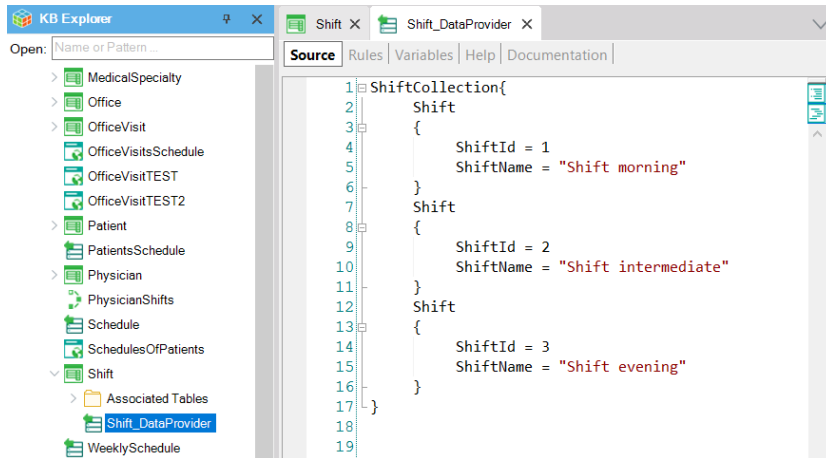 KB Explorer
Open: Name or Pattern ...
MedicalSpecialty
Office
OfficeVisit
OfficeVisitsSchedule
OfficeVisitTEST
OfficeVisitTEST2
Patient
PatientsSchedule
Physician
PhysicianShifts
Schedule
SchedulesOfPatients
Shift
Associated Tables
Shift_DataProvider
WeeklySchedule
Shift X Shift_DataProvider X
Source Rules Variables Help Documentation
1 ShiftCollection{
2 Shift
3 {
4 ShiftId = 1
5 ShiftName = "Shift morning"
6 }
7 Shift
8 {
9 ShiftId = 2
10 ShiftName = "Shift intermediate"
11 }
12 Shift
13 {
14 ShiftId = 3
15 ShiftName = "Shift evening"
16 }
17 }
18
19